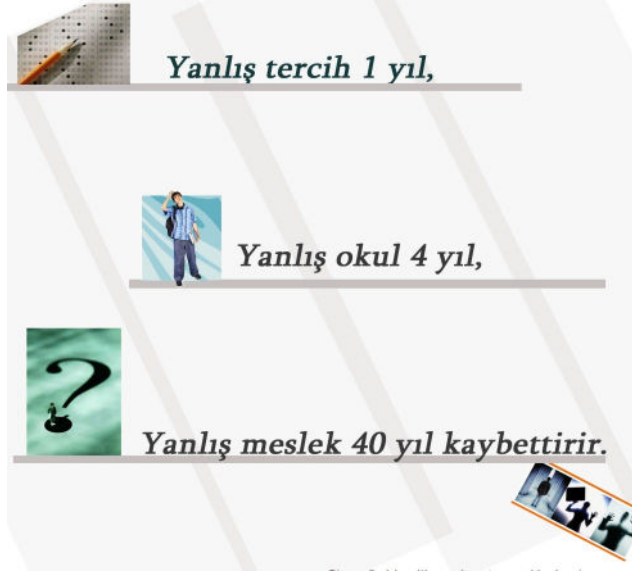 Yanlış tercih 1 yıl,
Yanlış okul 4 yıl,
Yanlış meslek 40 yıl kaybettirir.